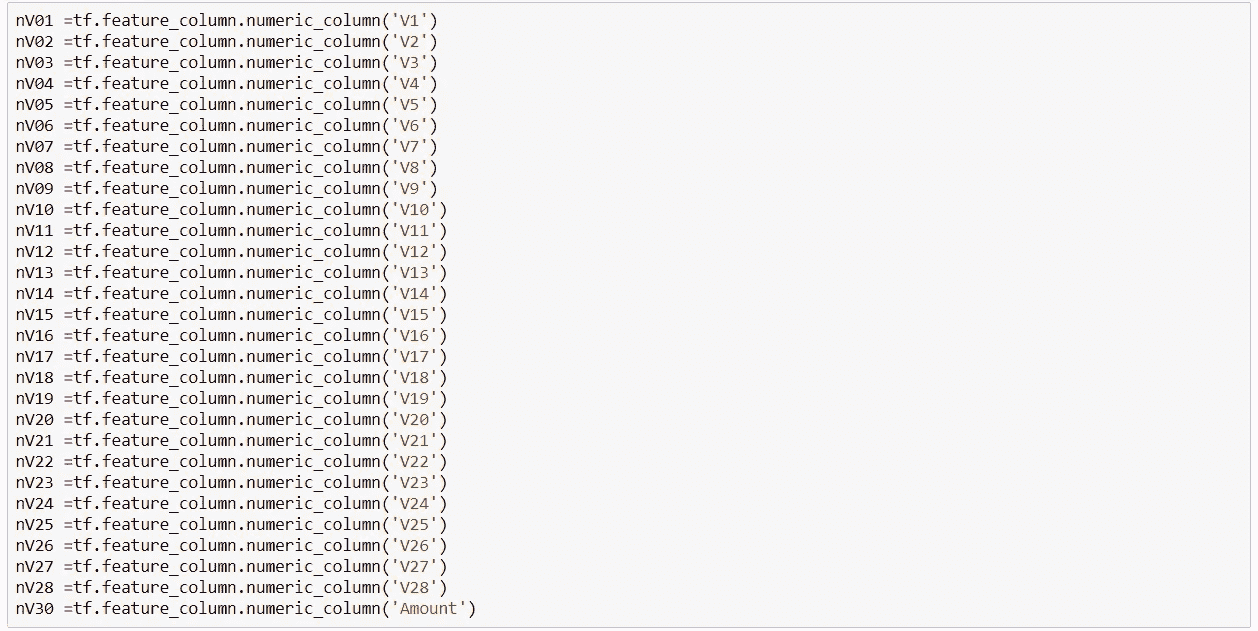 nV01 =tf.feature_column.numeric_column('V1')
nV02 =tf.feature_column.numeric_column('V2')
nV03 =tf.feature_column.numeric_column('V3')
nV04 =tf.feature_column.numeric_column('V4')
nV05 =tf.feature_column.numeric_column('V5')
nV06 =tf.feature_column.numeric_column('V6')
nV07 =tf.feature_column.numeric_column('V7')
nV08 =tf.feature_column.numeric_column('V8')
nV09 =tf.feature_column.numeric_column('V9')
nV10 =tf.feature_column.numeric_column('V10')
nV11 =tf.feature_column.numeric_column('V11')
nV12 =tf.feature_column.numeric_column('V12')
nV13 =tf.feature_column.numeric_column('V13')
nV14 =tf.feature_column.numeric_column('V14')
nV15 =tf.feature_column.numeric_column('V15')
nV16 =tf.feature_column.numeric_column('V16')
nV17 =tf.feature_column.numeric_column('V17')
nV18 =tf.feature_column.numeric_column('V18')
nV19 =tf.feature_column.numeric_column('V19')
nV20 =tf.feature_column.numeric_column('V20')
nV21 =tf.feature_column.numeric_column('V21')
nV22 =tf.feature_column.numeric_column('V22')
nV23 =tf.feature_column.numeric_column('V23')
nV24 =tf.feature_column.numeric_column('V24')
nV25 =tf.feature_column.numeric_column('V25')
nV26 =tf.feature_column.numeric_column('V26')
nV27 =tf.feature_column.numeric_column('V27')
nV28 =tf.feature_column.numeric_column('V28')
nV30 =tf.feature_column.numeric_column('Amount')